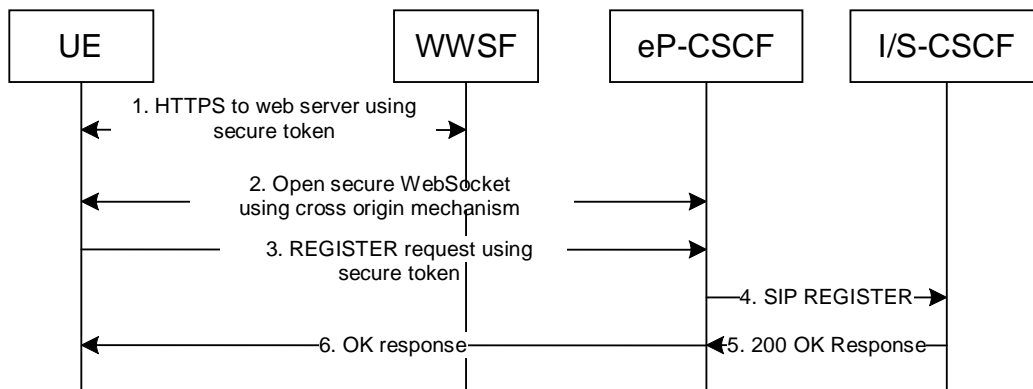 UE
WWSF
eP-CSCF
I/S-CSCF
1. HTTPS to web server using
secure token
2. Open secure WebSocket
using cross origin mechanism
3. REGISTER request using
secure token
4. SIP REGISTER
6. OK response
5. 200 OK Response